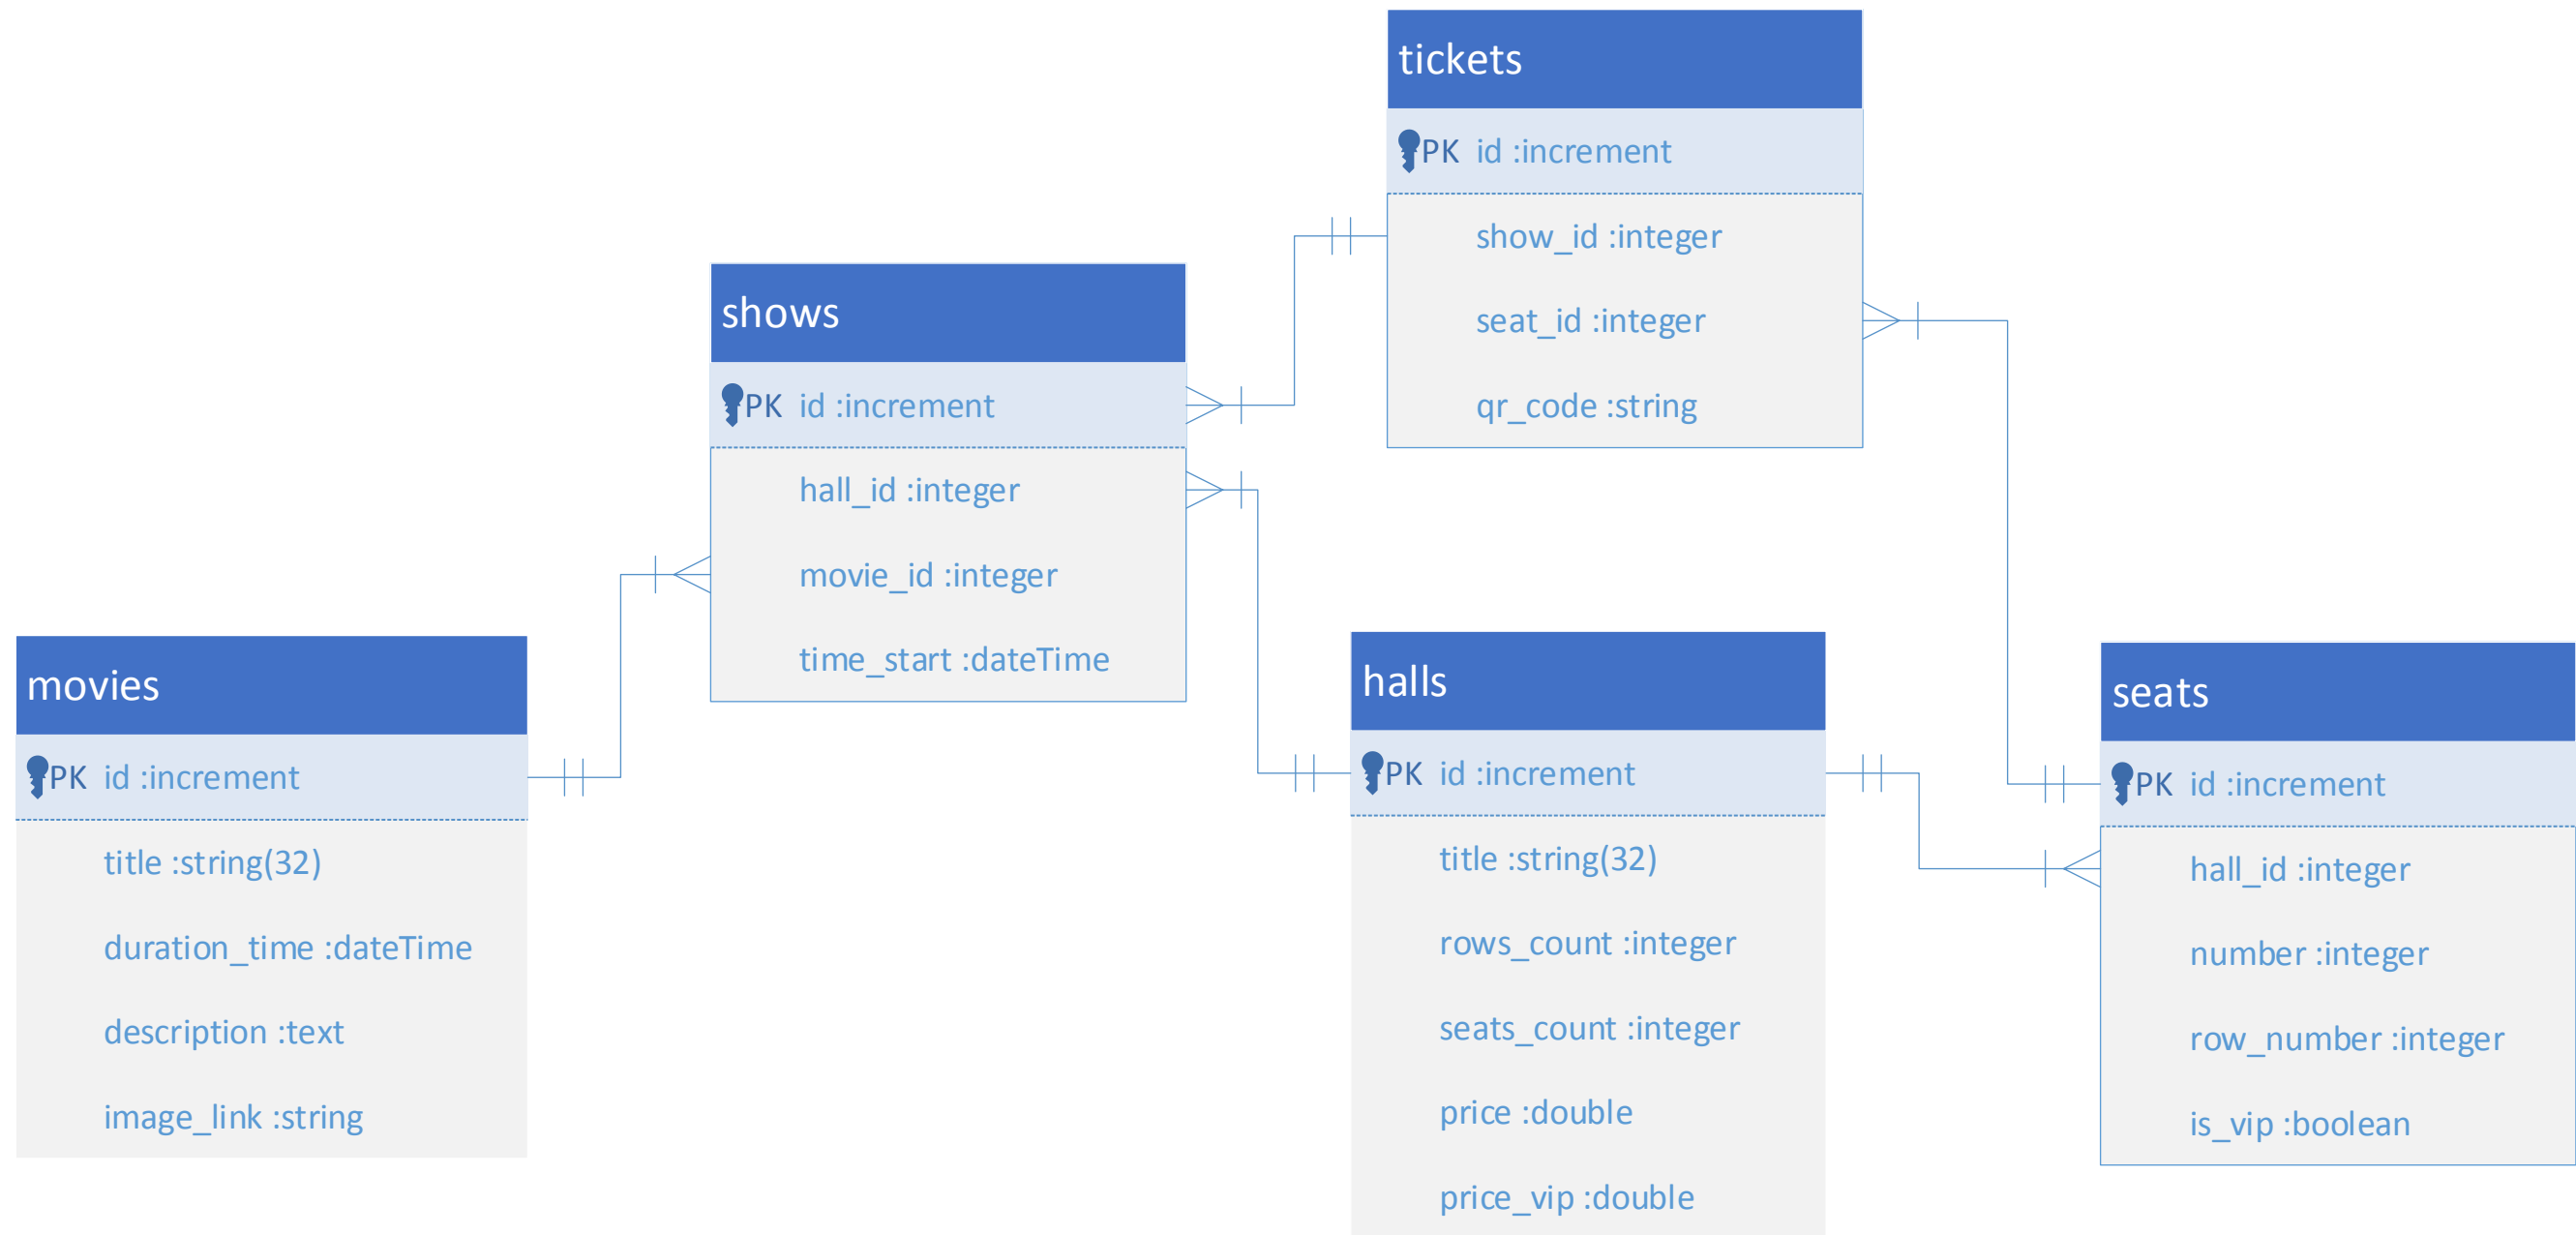 tickets
PK id :increment
show_id :integer
seat_id :integer
qr_code :string
shows
PK id :increment
hall_id :integer
movie_id :integer
time_start :dateTime
movies
PK id :increment
title :string(32)
duration_time :dateTime
description :text
image_link :string
halls
PK id :increment
title :string(32)
rows_count :integer
seats_count :integer
price :double
price_vip :double
seats
PK id :increment
hall_id :integer
number :integer
row_number :integer
is_vip :boolean